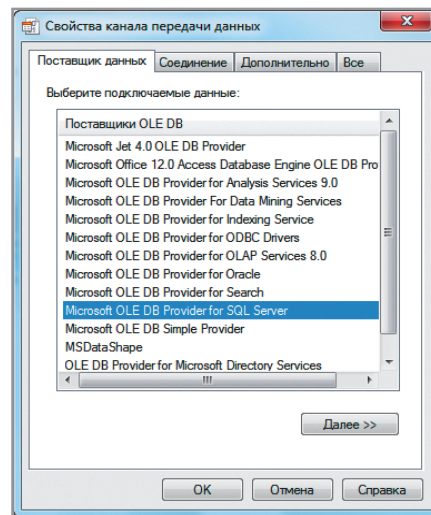 Свойства канала передачи данных
Поставщик данных Соединение Дополнительно Все
Выберите подключаемые данные:
Поставщики OLE DB
Microsoft Jet 4.0 OLE DB Provider
Microsoft Office 12.0 Access Database Engine OLE DB Pro
Microsoft OLE DB Provider for Analysis Services 9.0
Microsoft OLE DB Provider For Data Mining Services
Microsoft OLE DB Provider for Indexing Service
Microsoft OLE DB Provider for ODBC Drivers
Microsoft OLE DB Provider for OLAP Services 8.0
Microsoft OLE DB Provider for Oracle
Microsoft OLE DB Provider for Search
Microsoft OLE DB Provider for SQL Server
Microsoft OLE DB Simple Provider
MSDataShape
OLE DB Provider for Microsoft Directory Services
Далее >>
OK Отмена Справка